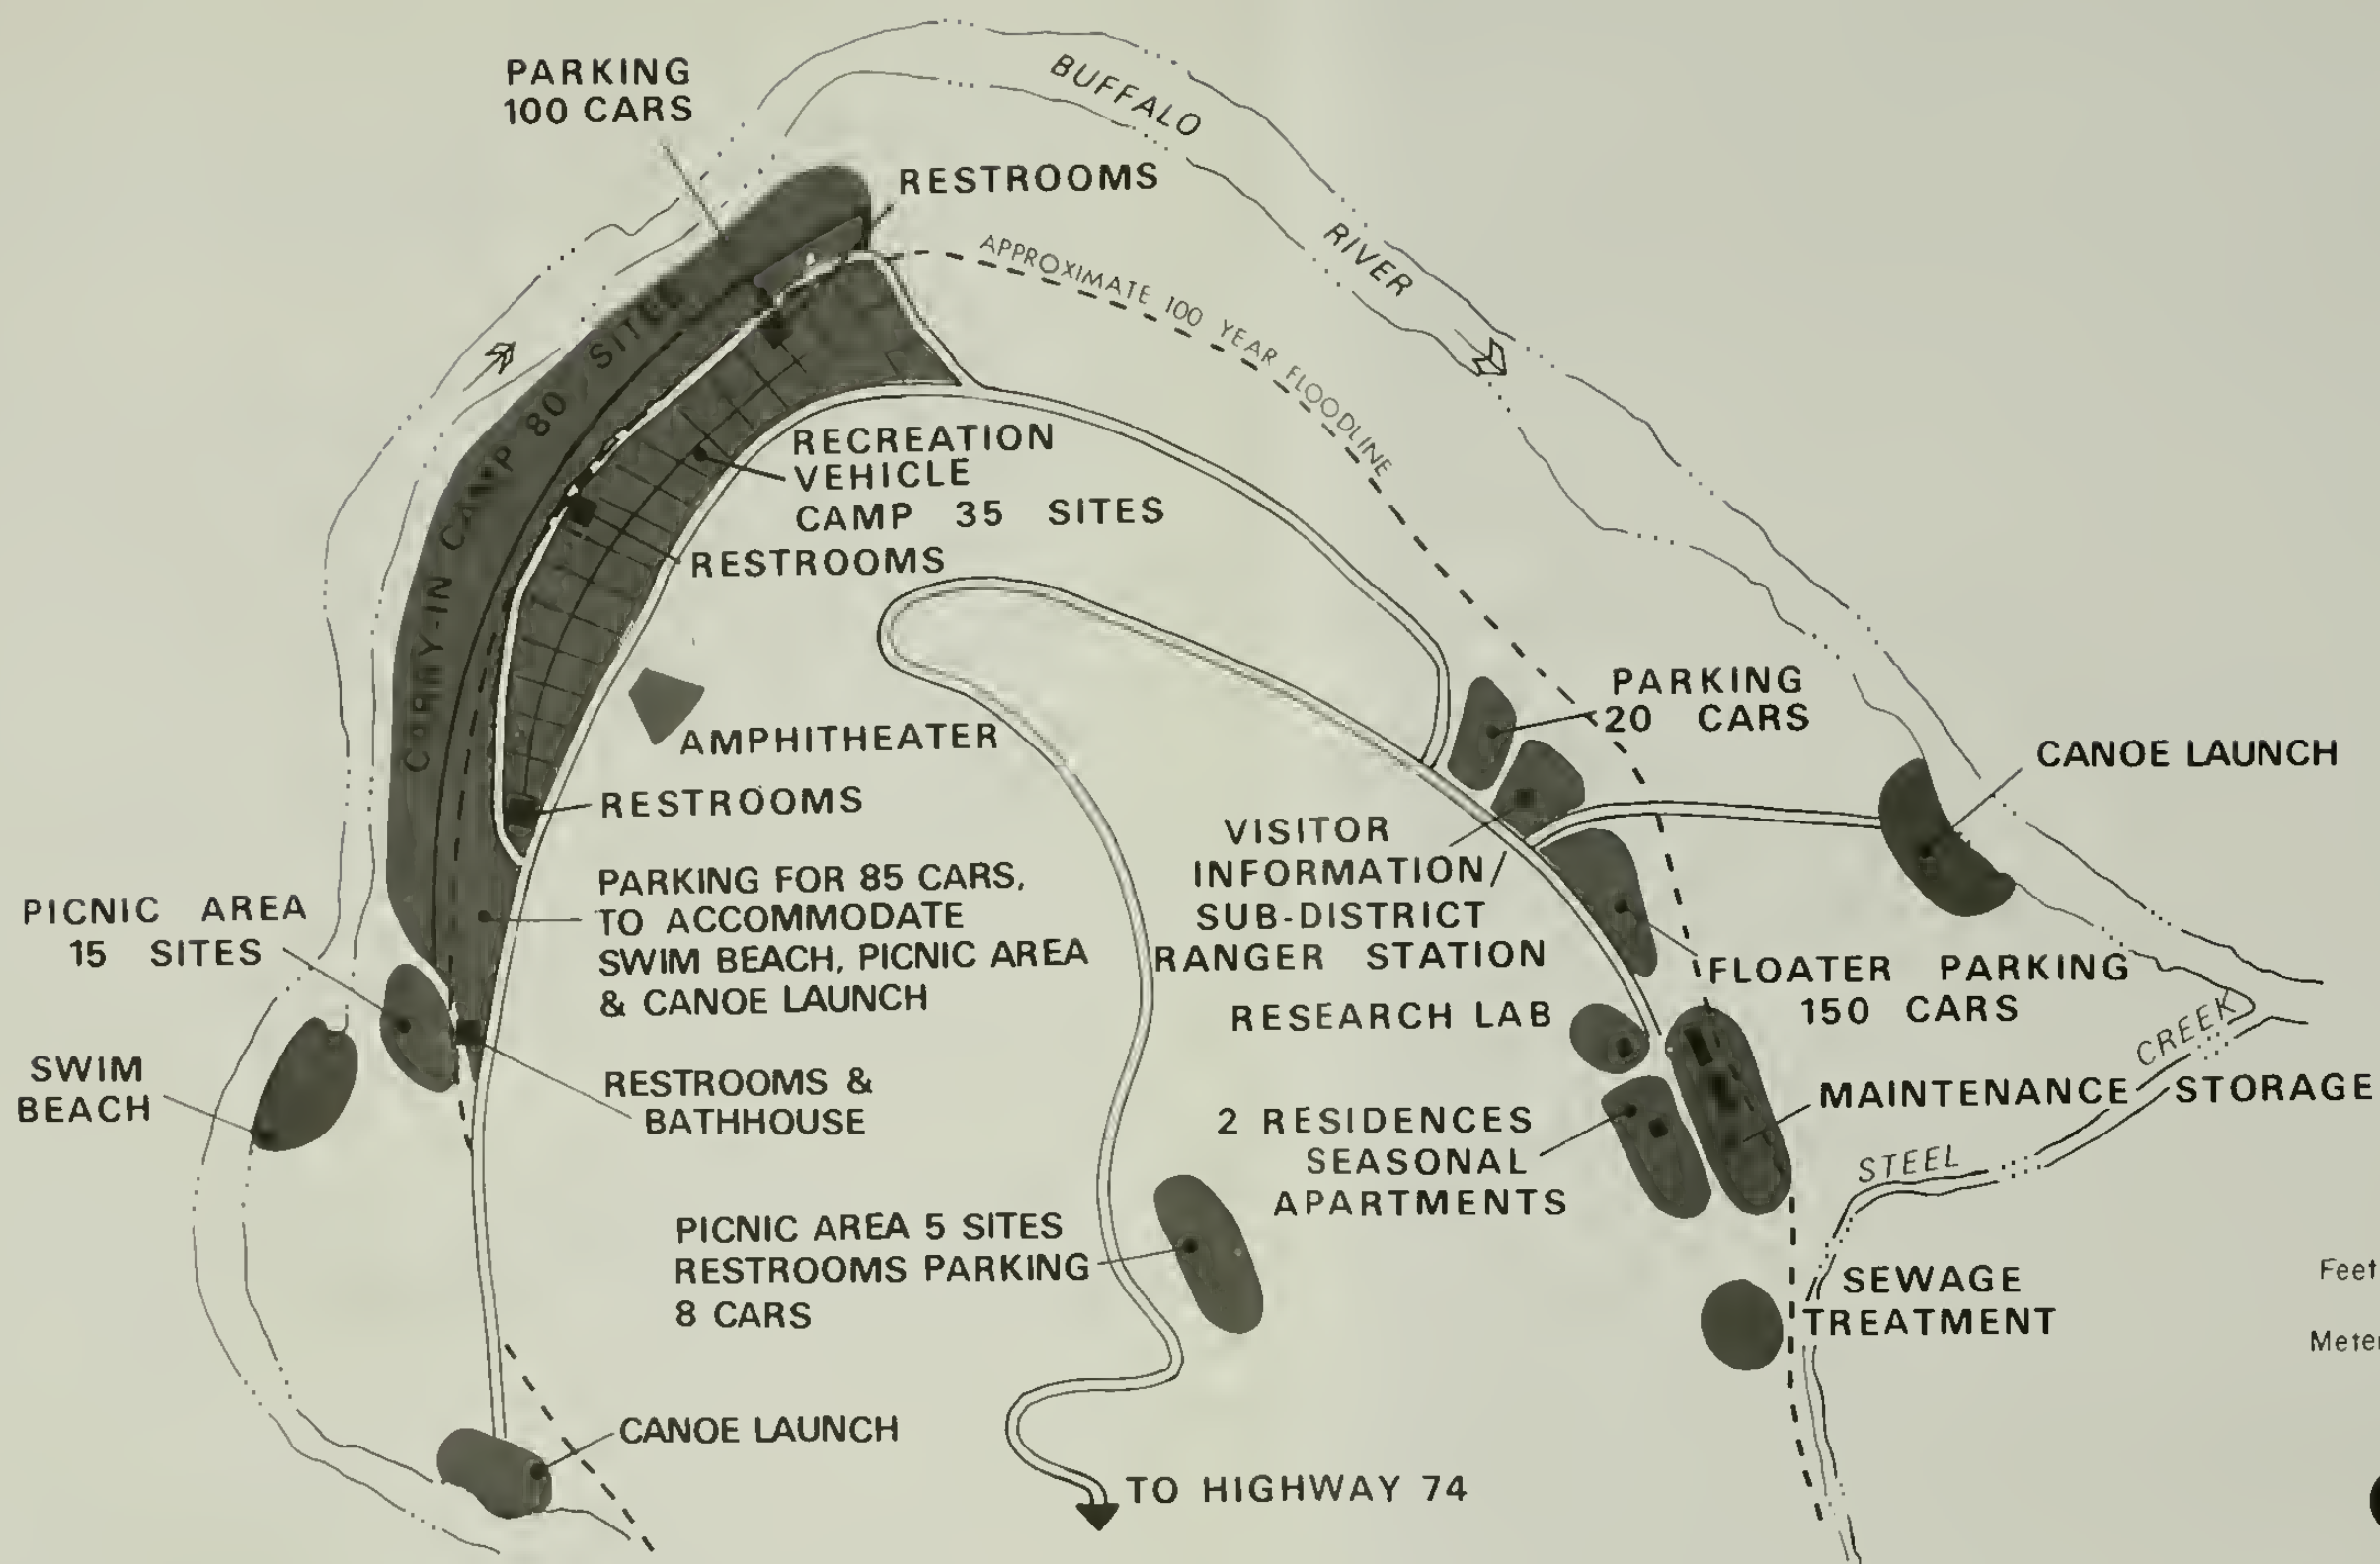 PARKING
100 CARS
BUFFALO
RIVER
RESTROOMS
APPROXIMATE 100 YEAR FLOODLINE
CARRY-IN CAMP 80 SITES
RECREATION
VEHICLE
CAMP 35 SITES
RESTROOMS
AMPHITHEATER
RESTROOMS
PARKING
20 CARS
CANOE LAUNCH
VISITOR
INFORMATION/
SUB-DISTRICT
RANGER STATION
PARKING FOR 85 CARS,
TO ACCOMMODATE
SWIM BEACH, PICNIC AREA
& CANOE LAUNCH
PICNIC AREA
15 SITES
FLOATER PARKING
150 CARS
RESEARCH LAB
SWIM
BEACH
RESTROOMS &
BATHHOUSE
STEEL CREEK
MAINTENANCE STORAGE
2 RESIDENCES
SEASONAL
APARTMENTS
PICNIC AREA 5 SITES
RESTROOMS PARKING
8 CARS
SEWAGE
TREATMENT
Feet
CANOE LAUNCH
TO HIGHWAY 74